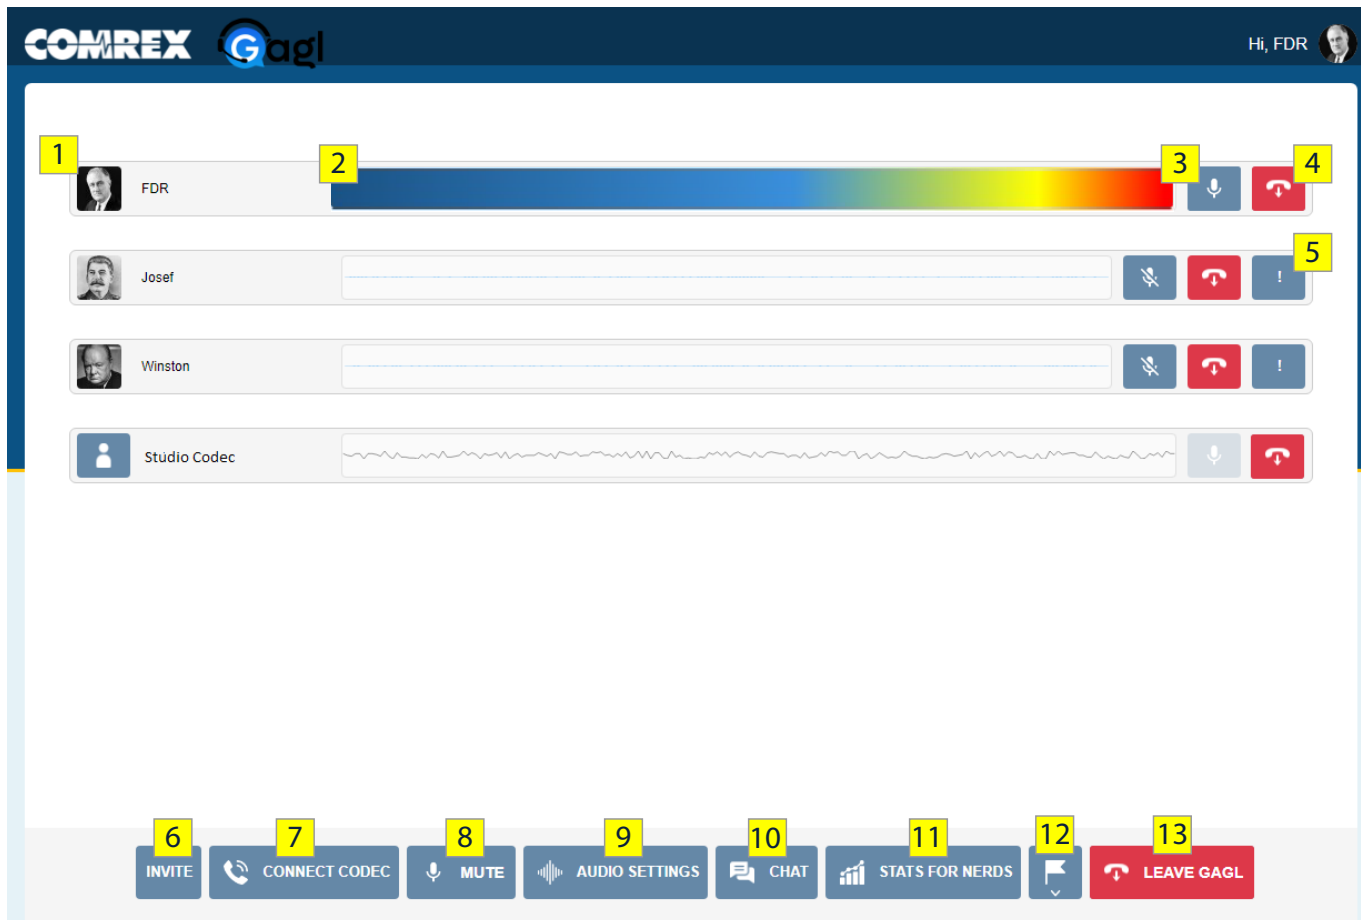 COMREX Gagl
Hi, FDR
1
2
3
4
FDR
5
Josef
!
Winston
!
Studio Codec
6
7
8
9
10
11
12
13
INVITE
CONNECT CODEC
MUTE
AUDIO SETTINGS
CHAT
STATS FOR NERDS
LEAVE GAGL